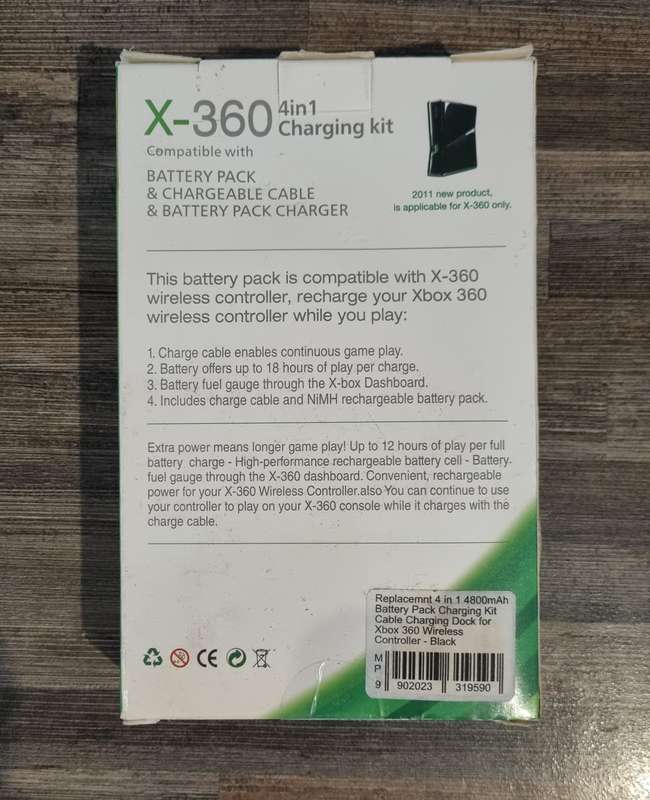 X-360 4in1
Charging kit
Compatible with
BATTERY PACK
& CHARGEABLE CABLE
& BATTERY PACK CHARGER
2011 new product,
is applicable for X-360 only.
This battery pack is compatible with X-360
wireless controller, recharge your Xbox 360
wireless controller while you play:
1. Charge cable enables continuous game play.
2. Battery offers up to 18 hours of play per charge.
3. Battery fuel gauge through the X-box Dashboard.
4. Includes charge cable and NiMH rechargeable battery pack.
Extra power means longer game play! Up to 12 hours of play per full
battery charge - High-performance rechargeable battery cell - Battery
fuel gauge through the X-360 dashboard. Convenient, rechargeable
power for your X-360 Wireless Controller.also You can continue to use
your controller to play on your X-360 console while it charges with the
charge cable.
CE
Replacemnt 4 in 1 4800mAh
Battery Pack Charging Kit
Cable Charging Dock for
Xbox 360 Wireless
Controller - Black
M
P
9 902023 319590